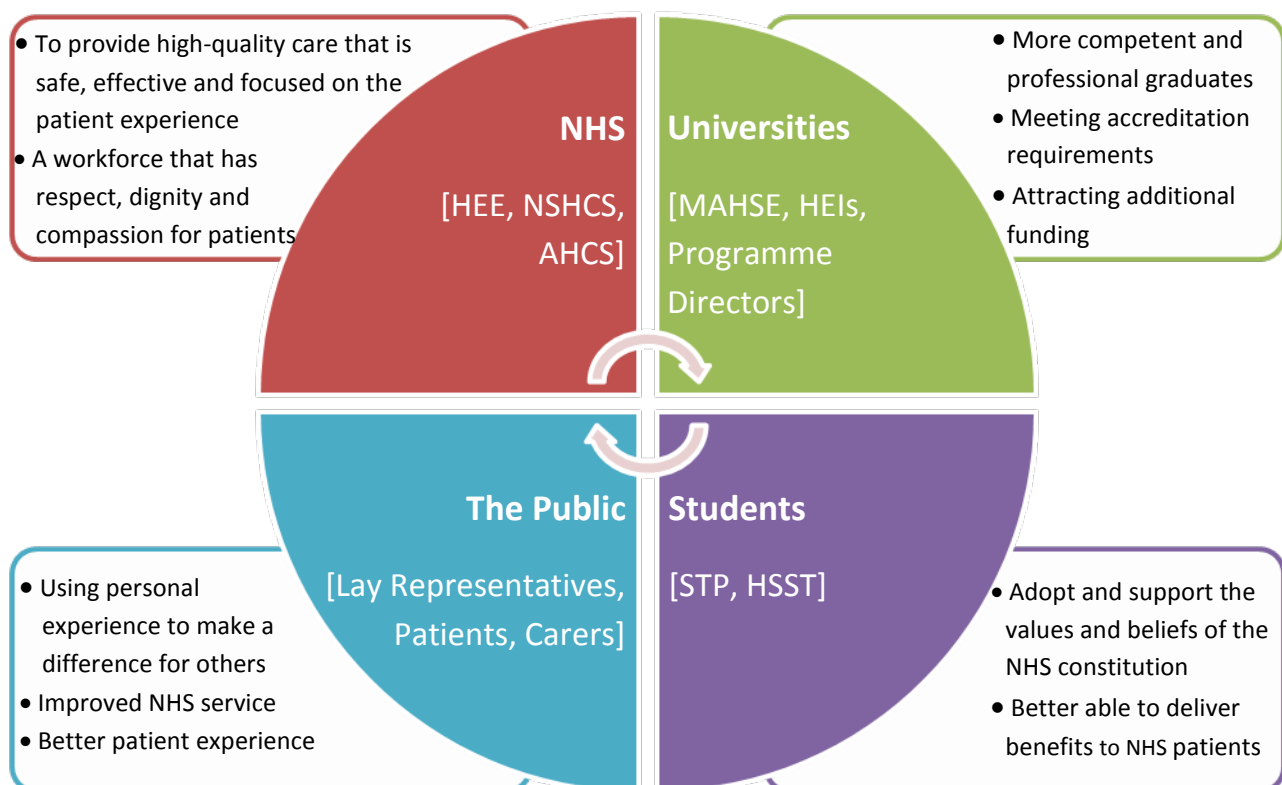 • To provide high-quality care that is
safe, effective and focused on the
patient experience
• A workforce that has
respect, dignity and
compassion for patients
NHS
[HEE, NSHCS,
AHCS]
Universities
[MAHSE, HEIs,
Programme
Directors]
• More competent and
professional graduates
• Meeting accreditation
requirements
• Attracting additional
funding
The Public
[Lay Representatives,
Patients, Carers]
• Using personal
experience to make a
difference for others
• Improved NHS service
• Better patient experience
Students
[STP, HSST]
• Adopt and support the
values and beliefs of the
NHS constitution
• Better able to deliver
benefits to NHS patients